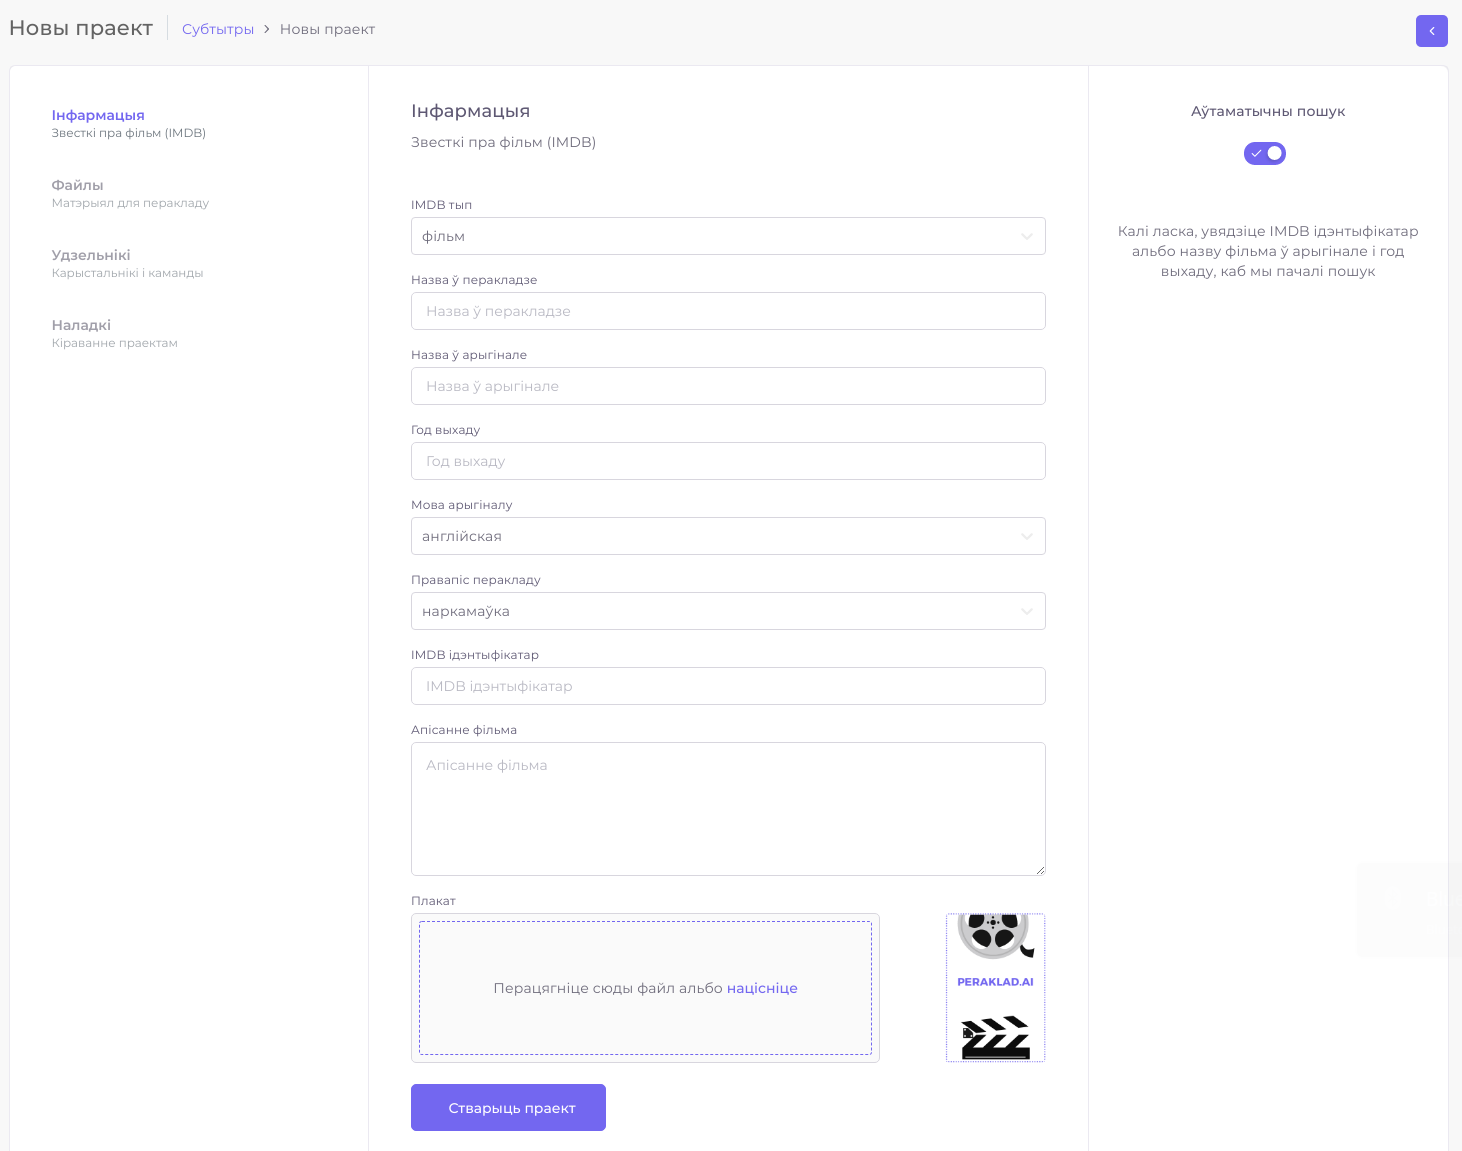 Новы праект
Субтытры > Новы праект
Інфармацыя
Звесткі пра фільм (IMDB)
Файлы
Матэрыял для перакладу
Удзельнікі
Карыстальнікі і каманды
Наладкі
Кіраванне праектам
Інфармацыя
Звесткі пра фільм (IMDB)
IMDB тып
фільм
Назва ў перакладзе
Назва ў перакладзе
Назва ў арыгінале
Назва ў арыгінале
Год выхаду
Год выхаду
Мова арыгіналу
англійская
Правапіс перакладу
наркамаўка
IMDB ідэнтыфікатар
IMDB ідэнтыфікатар
Апісанне фільма
Апісанне фільма
Плакат
Перацягніце сюды файл альбо націсніце
PERAKLAD.AI
Стварыць праект
Аўтаматычны пошук
Калі ласка, увядзіце IMDB ідэнтыфікатар
альбо назву фільма ў арыгінале і год
выхаду, каб мы пачалі пошук